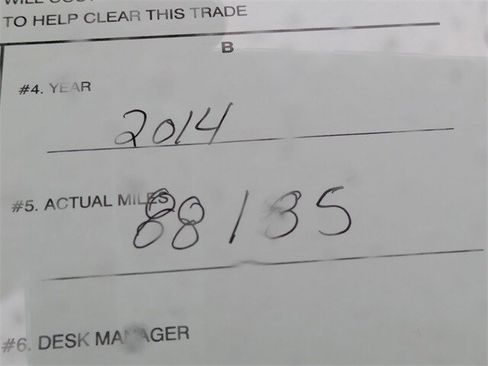 TO HELP CLEAR THIS TRADE
B
#4. YEAR
2014
#5. ACTUAL MILES
88135
#6. DESK MANAGER